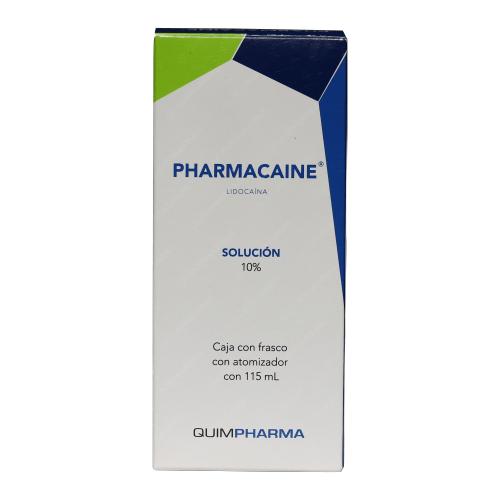 PHARMACAINE®
LIDOCAÍNA
SOLUCIÓN
10%
Caja con frasco
con atomizador
con 115 mL
QUIMPHARMA